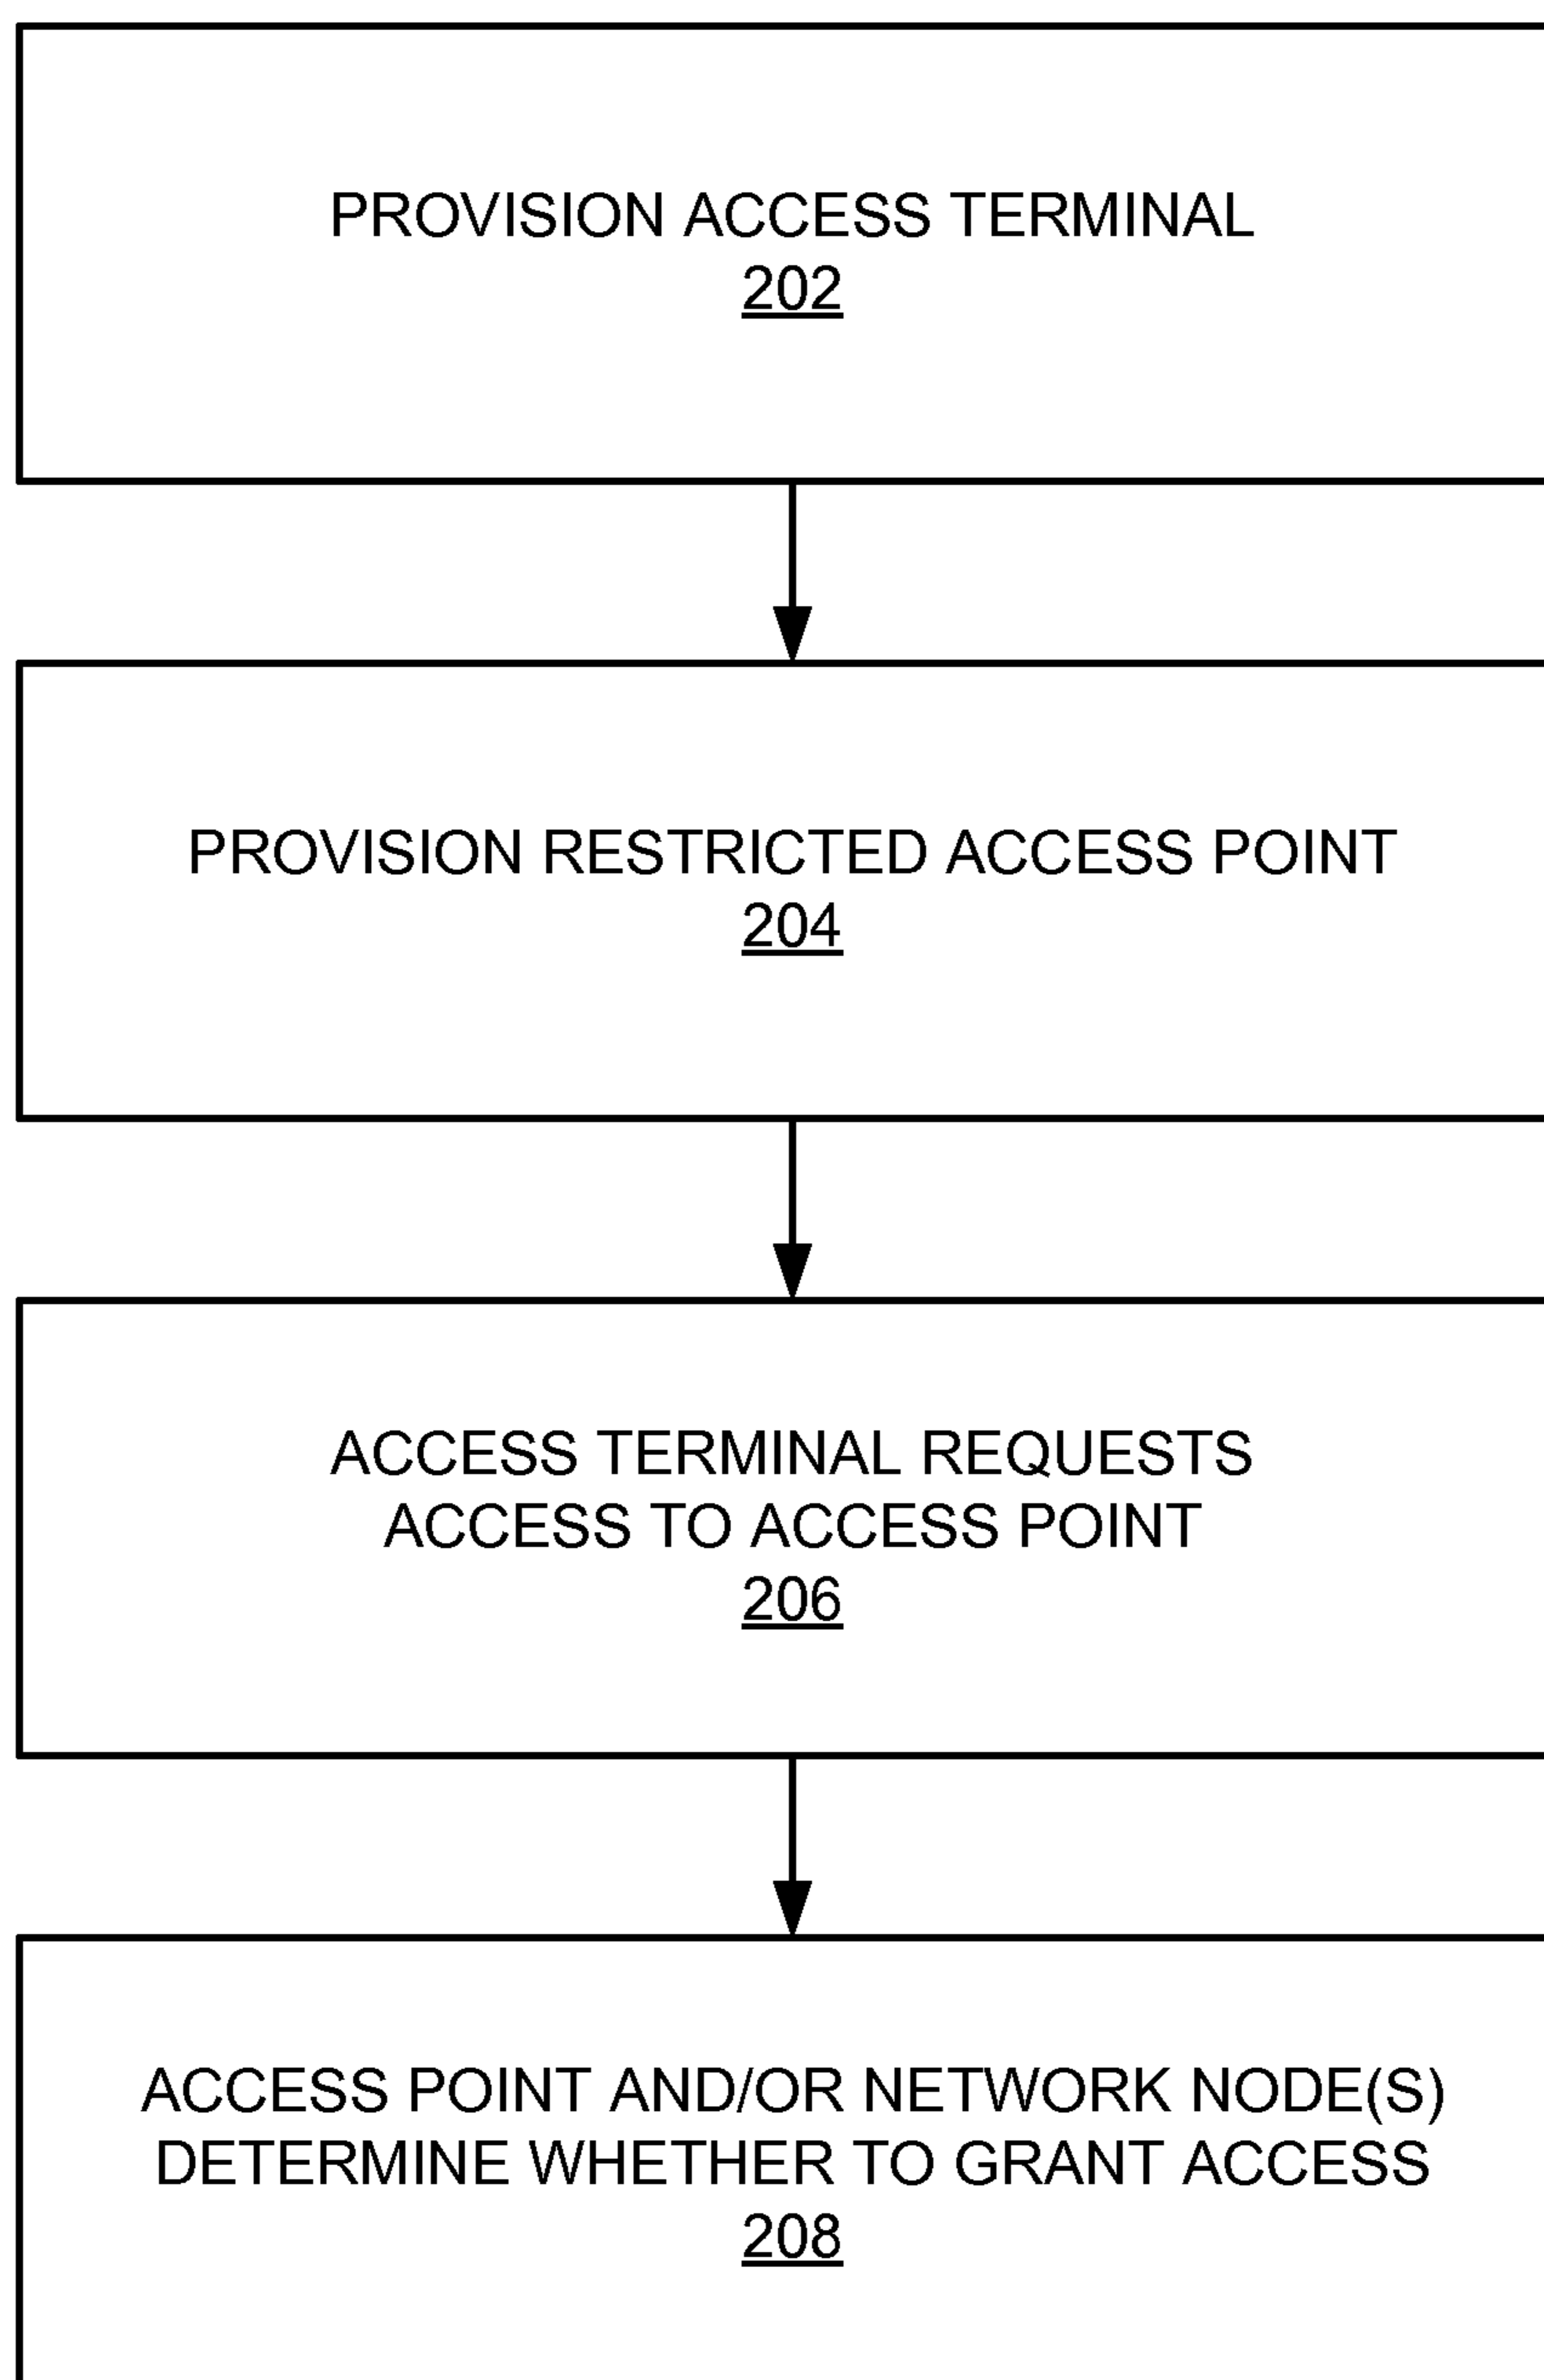 PROVISION ACCESS TERMINAL
202
PROVISION RESTRICTED ACCESS POINT
204
ACCESS TERMINAL REQUESTS
ACCESS TO ACCESS POINT
206
ACCESS POINT AND/OR NETWORK NODE(S)
DETERMINE WHETHER TO GRANT ACCESS
208